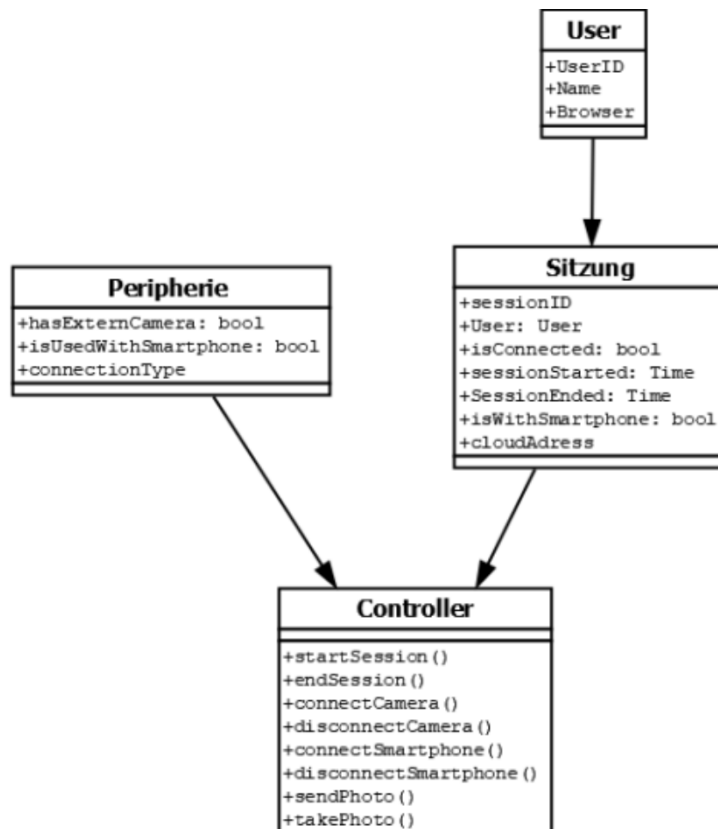 User
+UserID
+Name
+Browser
Peripherie
+hasExternCamera: bool
+isUsedWithSmartphone: bool
+connectionType
Sitzung
+sessionID
+User: User
+isConnected: bool
+sessionStarted: Time
+SessionEnded: Time
+isWithSmartphone: bool
+cloudAdress
Controller
+startSession()
+endSession()
+connectCamera()
+disconnectCamera()
+connectSmartphone()
+disconnectSmartphone()
+sendPhoto()
+takePhoto()